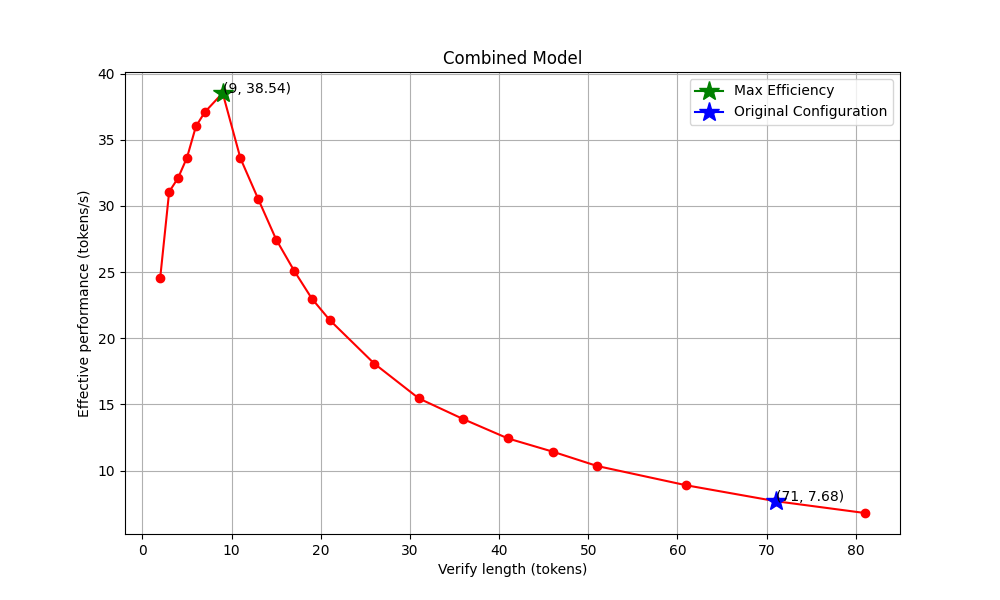 Combined Model
Effective performance (tokens/s)
40
35
30
25
20
15
10
(9, 38.54)
Max Efficiency
Original Configuration
(71, 7.68)
0 10 20 30 40 50 60 70 80
Verify length (tokens)